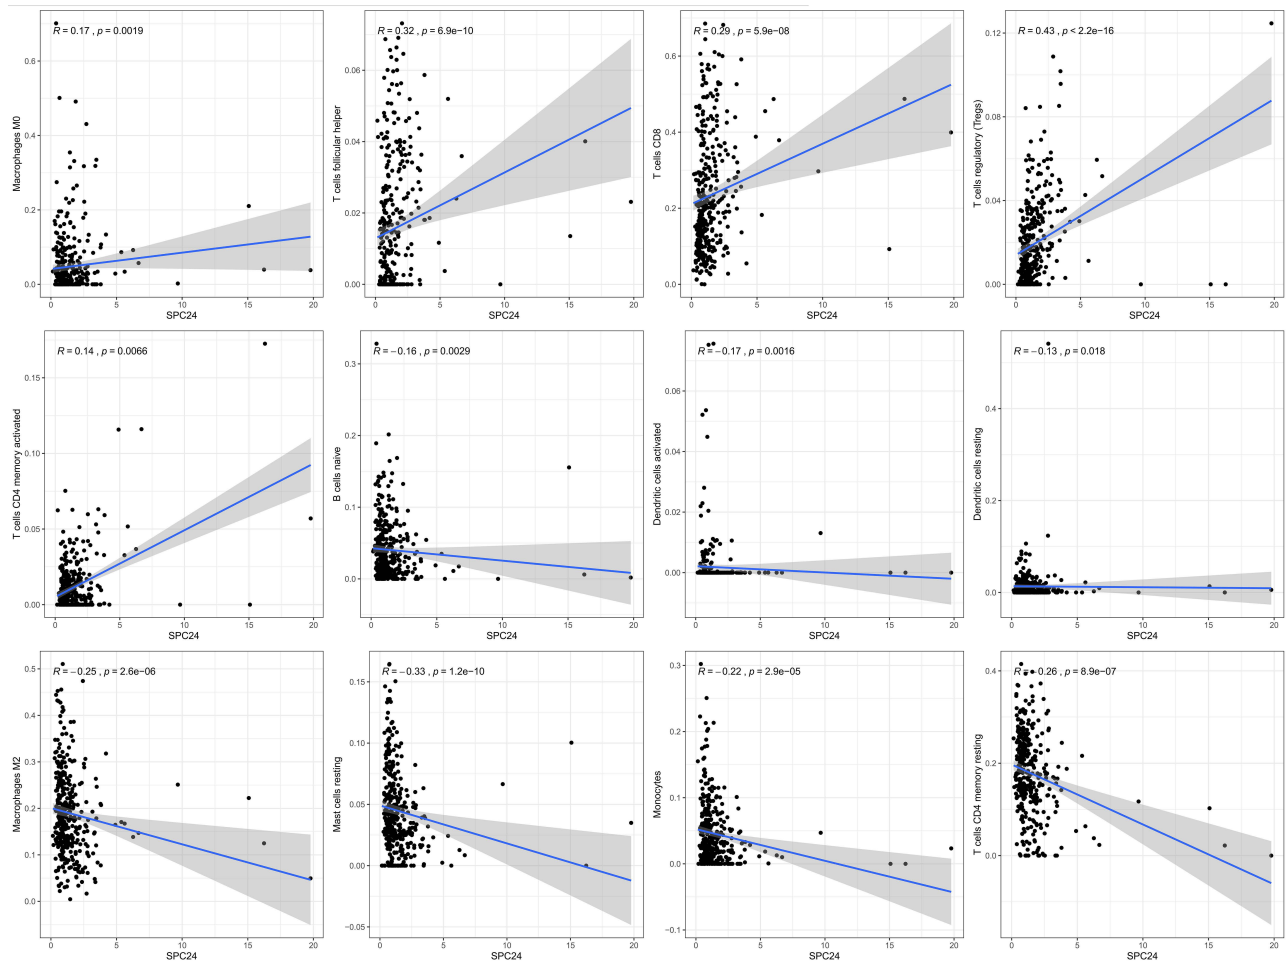 R = 0.17 , p = 0.0019
Macrophages M0
0.6
0.4
0.2
0.0
0 5 10 15 20
SPC24
R = 0.32 , p = 6.9e−10
T cells follicular helper
0.06
0.04
0.02
0.00
0 5 10 15 20
SPC24
R = 0.29 , p = 5.9e−08
T cells CD8
0.6
0.4
0.2
0.0
0 5 10 15 20
SPC24
R = 0.43 , p < 2.2e−16
T cells regulatory (Tregs)
0.12
0.08
0.04
0.00
0 5 10 15 20
SPC24
R = 0.14 , p = 0.0066
T cells CD4 memory activated
0.15
0.10
0.05
0.00
0 5 10 15 20
SPC24
R = −0.16 , p = 0.0029
B cells naive
0.3
0.2
0.1
0.0
0 5 10 15 20
SPC24
R = −0.17 , p = 0.0016
Dendritic cells activated
0.06
0.04
0.02
0.00
0 5 10 15 20
SPC24
R = −0.13 , p = 0.018
Dendritic cells resting
0.4
0.2
0.0
0 5 10 15 20
SPC24
R = −0.25 , p = 2.6e−06
Macrophages M2
0.5
0.4
0.3
0.2
0.1
0.0
0 5 10 15 20
SPC24
R = −0.33 , p = 1.2e−10
Mast cells resting
0.15
0.10
0.05
0.00
−0.05
0 5 10 15 20
SPC24
R = −0.22 , p = 2.9e−05
Monocytes
0.3
0.2
0.1
0.0
−0.1
0 5 10 15 20
SPC24
R = −0.26 , p = 8.9e−07
T cells CD4 memory resting
0.4
0.2
0.0
0 5 10 15 20
SPC24